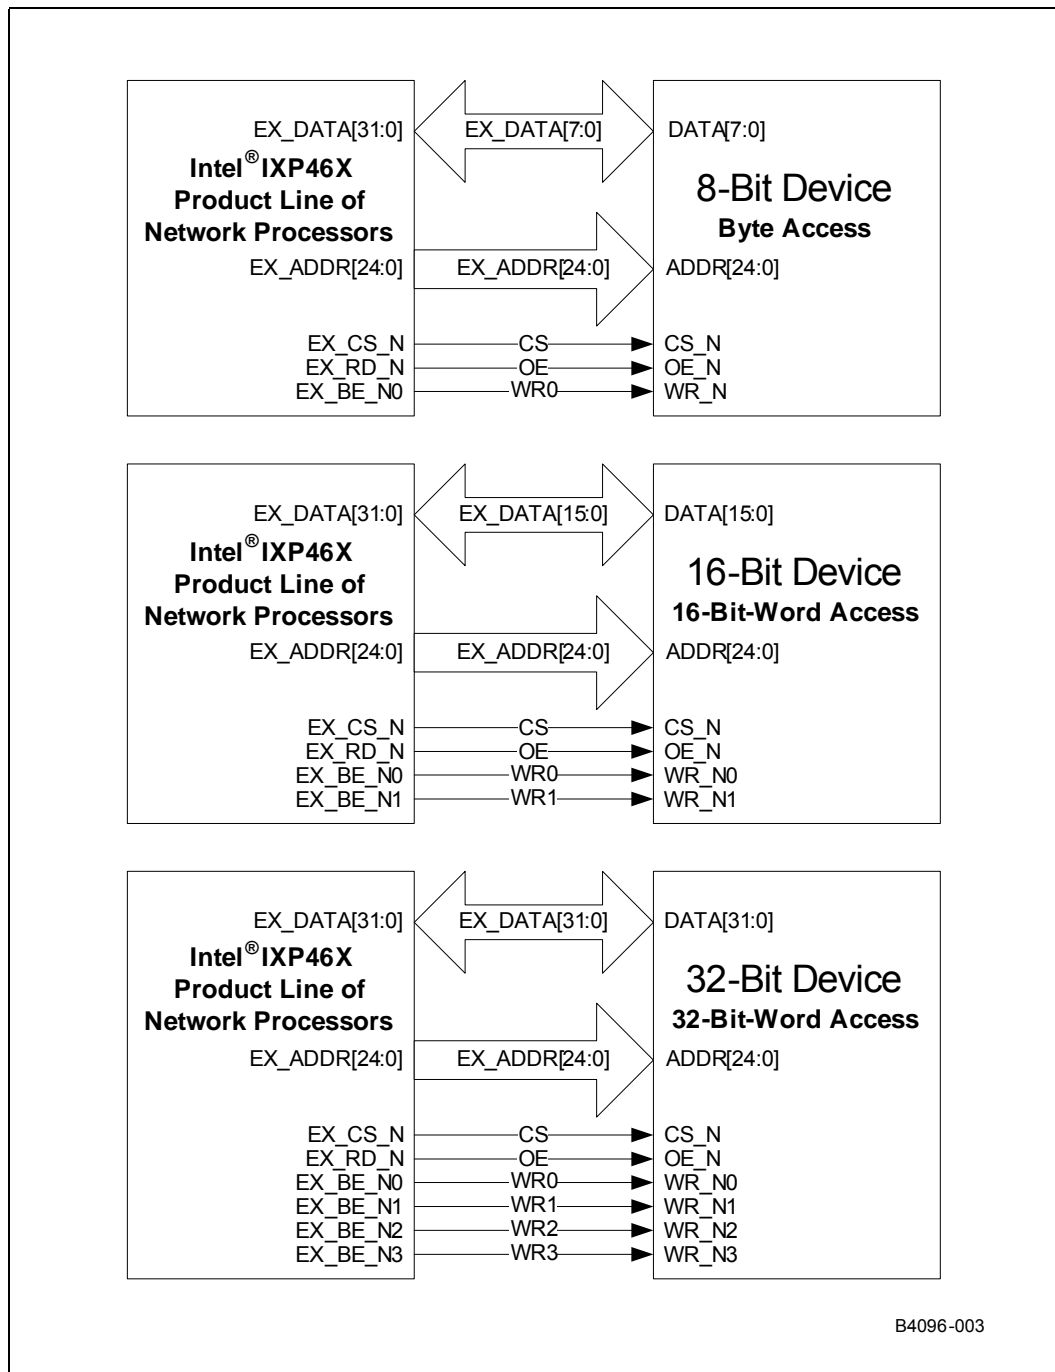 EX_DATA[31:0] EX_DATA[7:0] DATA[7:0]
Intel® IXP46X
Product Line of
Network Processors
8-Bit Device
Byte Access
EX_ADDR[24:0] EX_ADDR[24:0] ADDR[24:0]
EX_CS_N CS CS_N
EX_RD_N OE OE_N
EX_BE_N0 WR0 WR_N
EX_DATA[31:0] EX_DATA[15:0] DATA[15:0]
Intel® IXP46X
Product Line of
Network Processors
16-Bit Device
16-Bit-Word Access
EX_ADDR[24:0] EX_ADDR[24:0] ADDR[24:0]
EX_CS_N CS CS_N
EX_RD_N OE OE_N
EX_BE_N0 WR0 WR_N0
EX_BE_N1 WR1 WR_N1
EX_DATA[31:0] EX_DATA[31:0] DATA[31:0]
Intel® IXP46X
Product Line of
Network Processors
32-Bit Device
32-Bit-Word Access
EX_ADDR[24:0] EX_ADDR[24:0] ADDR[24:0]
EX_CS_N CS CS_N
EX_RD_N OE OE_N
EX_BE_N0 WR0 WR_N0
EX_BE_N1 WR1 WR_N1
EX_BE_N2 WR2 WR_N2
EX_BE_N3 WR3 WR_N3
B4096-003